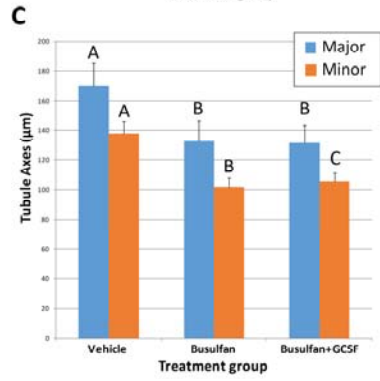 C
Major
Minor
Tubule Axes (µm)
200
180
160
140
120
100
80
60
40
20
0
A
A
B
B
B
C
Vehicle
Busulfan
Busulfan+GCSF
Treatment group